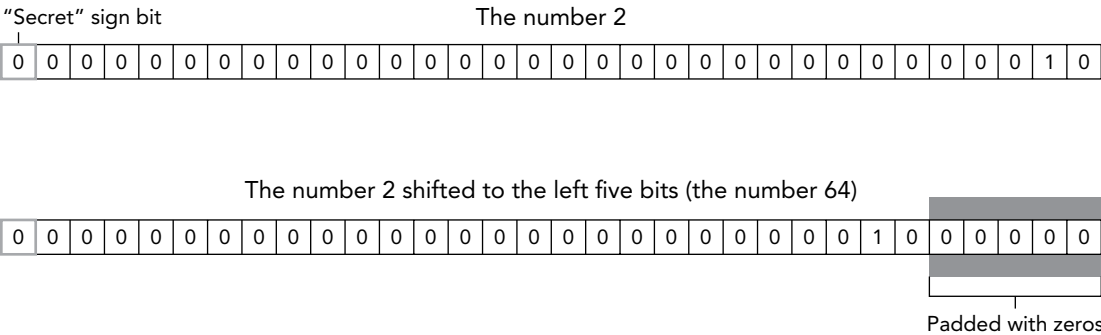 “Secret” sign bit The number 2
0 0 0 0 0 0 0 0 0 0 0 0 0 0 0 0 0 0 0 0 0 0 0 0 0 0 0 0 0 0 1 0
The number 2 shifted to the left five bits (the number 64)
0 0 0 0 0 0 0 0 0 0 0 0 0 0 0 0 0 0 0 0 0 0 0 0 0 1 0 0 0 0 0 0
Padded with zeros